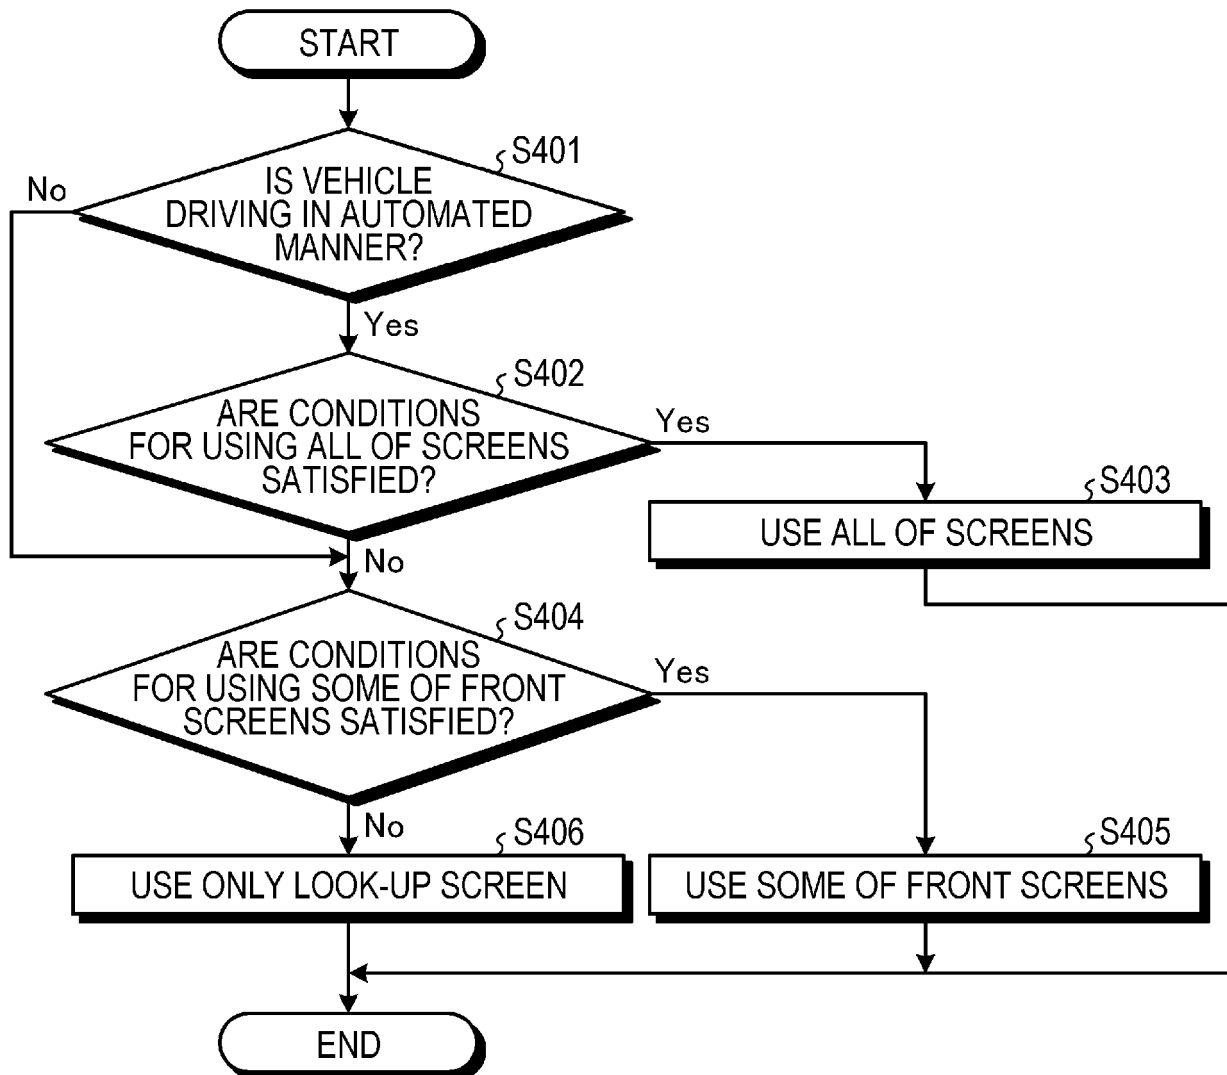 START
S401
No
IS VEHICLE
DRIVING IN AUTOMATED
MANNER?
Yes
S402
ARE CONDITIONS
FOR USING ALL OF SCREENS
SATISFIED?
Yes
S403
USE ALL OF SCREENS
No
S404
ARE CONDITIONS
FOR USING SOME OF FRONT
SCREENS SATISFIED?
Yes
No
S406
USE ONLY LOOK-UP SCREEN
S405
USE SOME OF FRONT SCREENS
END